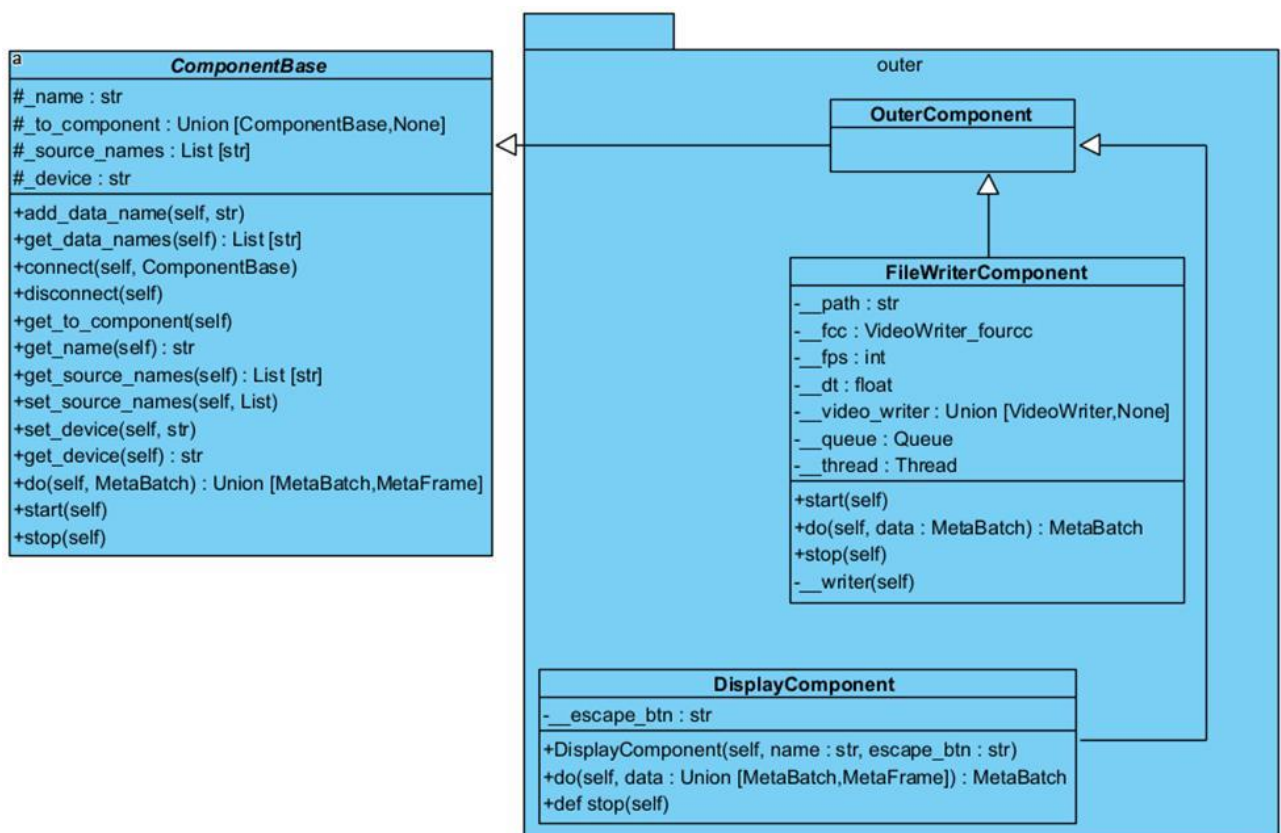 a
ComponentBase
#_name : str
#_to_component : Union [ComponentBase,None]
#_source_names : List [str]
#_device : str
+add_data_name(self, str)
+get_data_names(self) : List [str]
+connect(self, ComponentBase)
+disconnect(self)
+get_to_component(self)
+get_name(self) : str
+get_source_names(self) : List [str]
+set_source_names(self, List)
+set_device(self, str)
+get_device(self) : str
+do(self, MetaBatch) : Union [MetaBatch,MetaFrame]
+start(self)
+stop(self)
outer
OuterComponent
FileWriterComponent
-__path : str
-__fcc : VideoWriter_fourcc
-__fps : int
-__dt : float
-__video_writer : Union [VideoWriter,None]
-__queue : Queue
-__thread : Thread
+start(self)
+do(self, data : MetaBatch) : MetaBatch
+stop(self)
-__writer(self)
DisplayComponent
-__escape_btn : str
+DisplayComponent(self, name : str, escape_btn : str)
+do(self, data : Union [MetaBatch,MetaFrame]) : MetaBatch
+def stop(self)